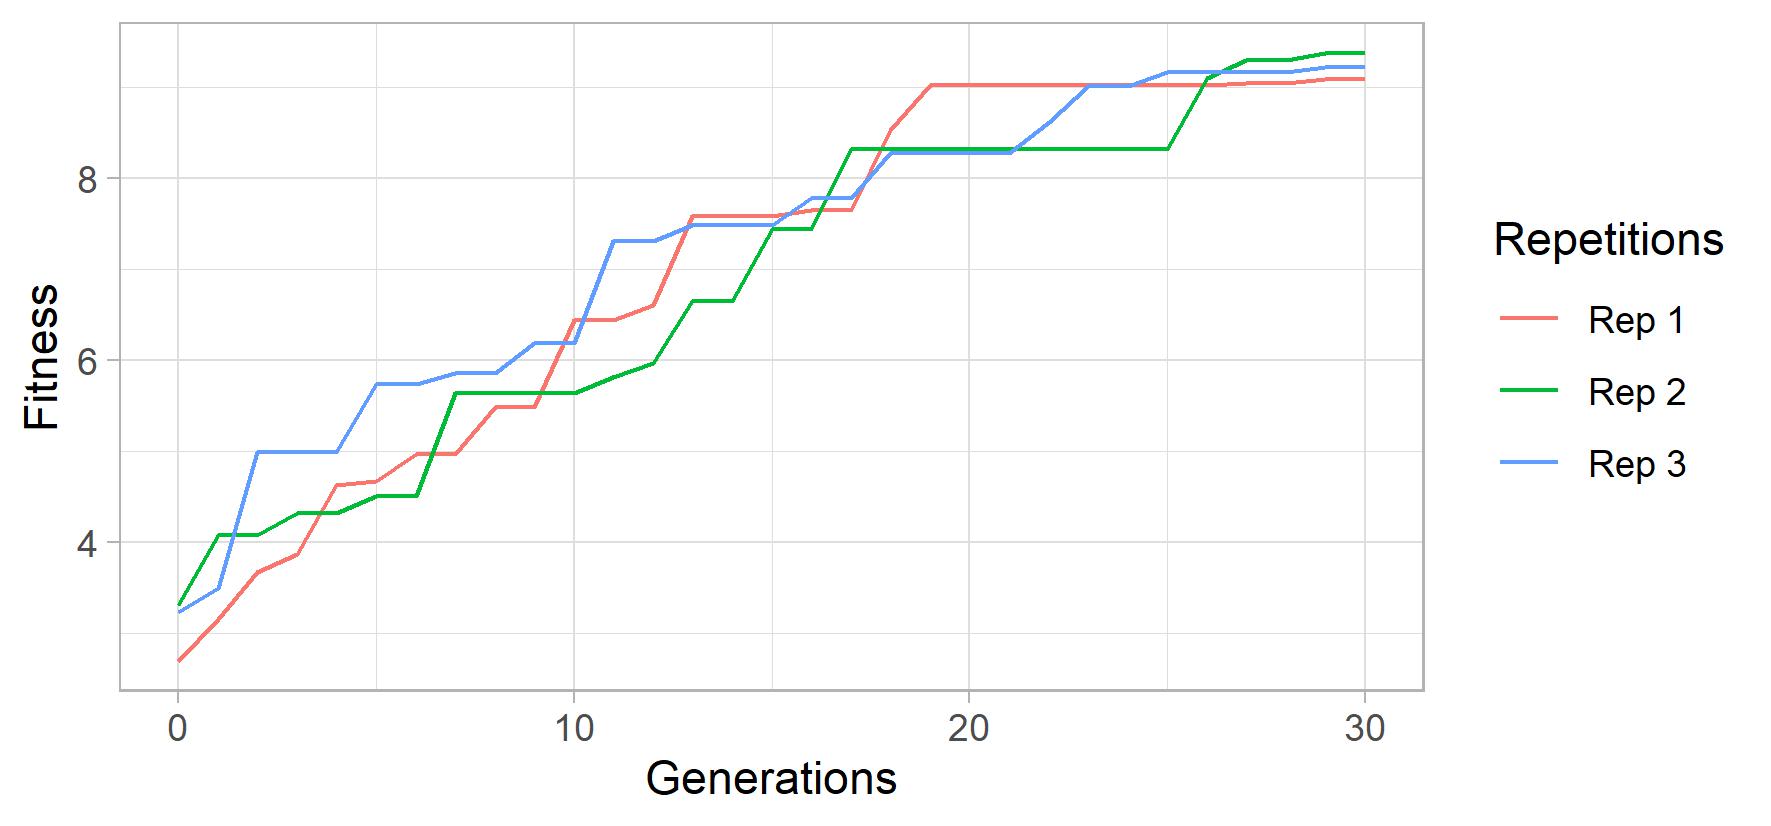 Fitness
8
6
4
0 10 20 30
Generations
Repetitions
Rep 1
Rep 2
Rep 3